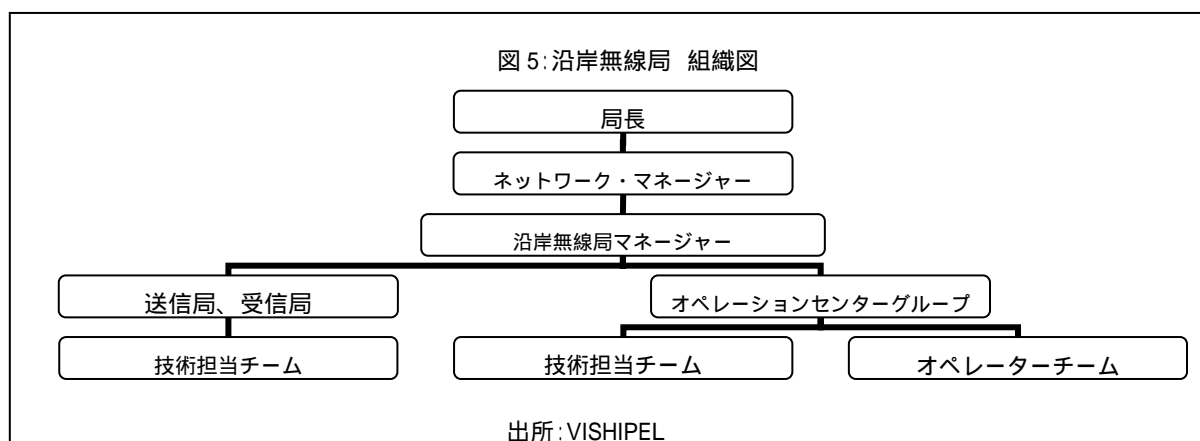 図 5:沿岸無線局 組織図
局長
ネットワーク・マネージャー
沿岸無線局マネージャー
送信局、受信局
オペレーションセンターグループ
技術担当チーム
技術担当チーム
オペレーターチーム
出所:VISHIPEL